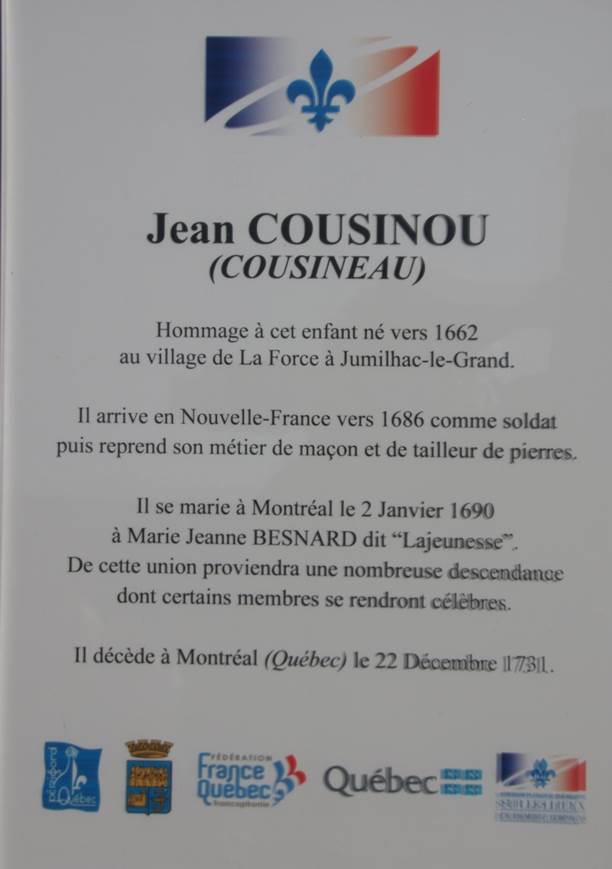 Jean COUSINOU
(COUSINEAU)
Hommage à cet enfant né vers 1662
au village de La Force à Jumilhac-le-Grand.
Il arrive en Nouvelle-France vers 1686 comme soldat
puis reprend son métier de maçon et de tailleur de pierres.
Il se marie à Montréal le 2 Janvier 1690
à Marie Jeanne BESNARD dit “Lajeunesse”.
De cette union proviendra une nombreuse descendance
dont certains membres se rendront célèbres.
Il décède à Montréal (Québec) le 22 Décembre 1731.
périgord
Québec
FÉDÉRATION
France
Québec
francophonie
Québec